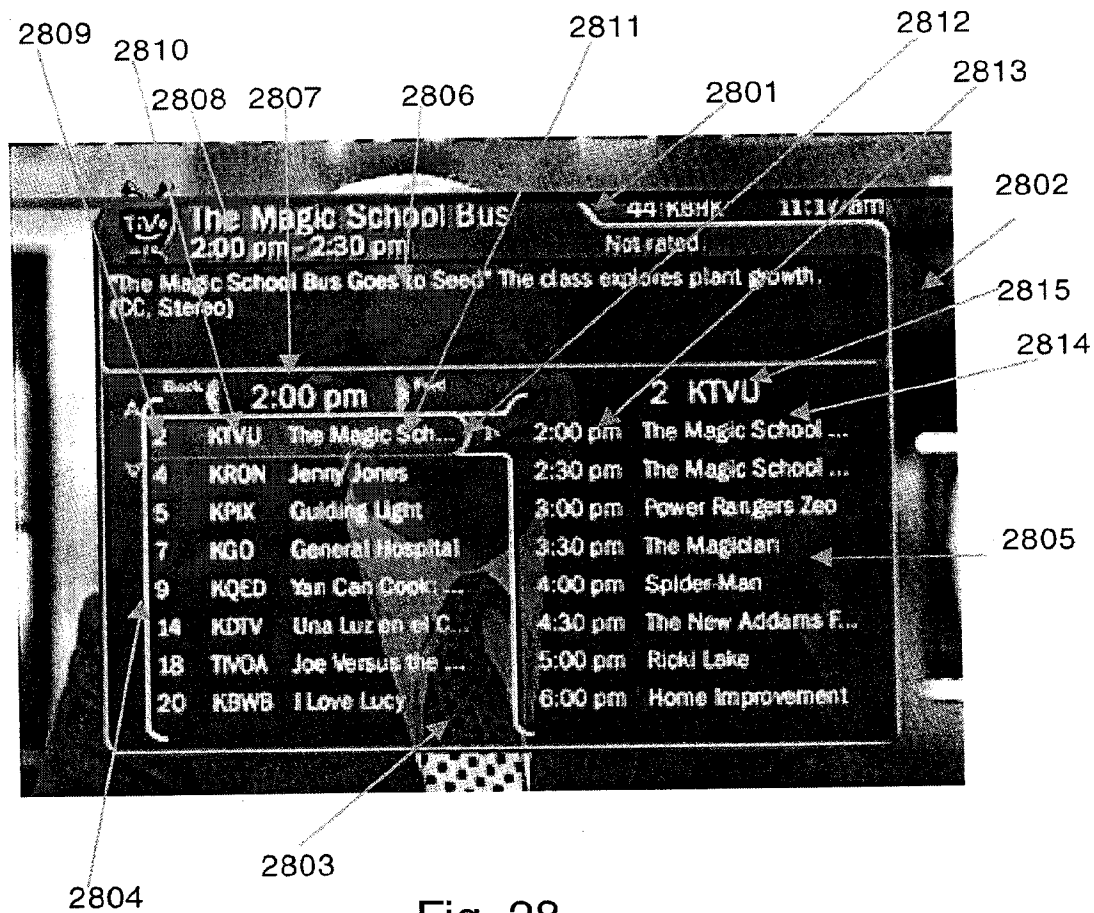 2809
2810
2808
2807
2806
2811
2801
2812
2813
2802
2815
2814
2805
TiVo
The Magic School Bus
44 KBHK 11:17 am
2:00 pm - 2:30 pm
Not rated.
"The Magic School Bus Goes to Seed" The class explores plant growth.
(CC, Stereo)
2:00 pm
2 KTVU
2 KTVU The Magic Sch... 2:00 pm The Magic School ...
4 KRON Jenny Jones 2:30 pm The Magic School ...
5 KPIX Guiding Light 3:00 pm Power Rangers Zeo
7 KGO General Hospital 3:30 pm The Magician
9 KQED Yan Can Cook: ... 4:00 pm Spider-Man
14 KDTV Una Luz en el C... 4:30 pm The New Addams F...
18 TIVOA Joe Versus the ... 5:00 pm Ricki Lake
20 KBWB I Love Lucy 6:00 pm Home Improvement
2803
2804
Fig. 28